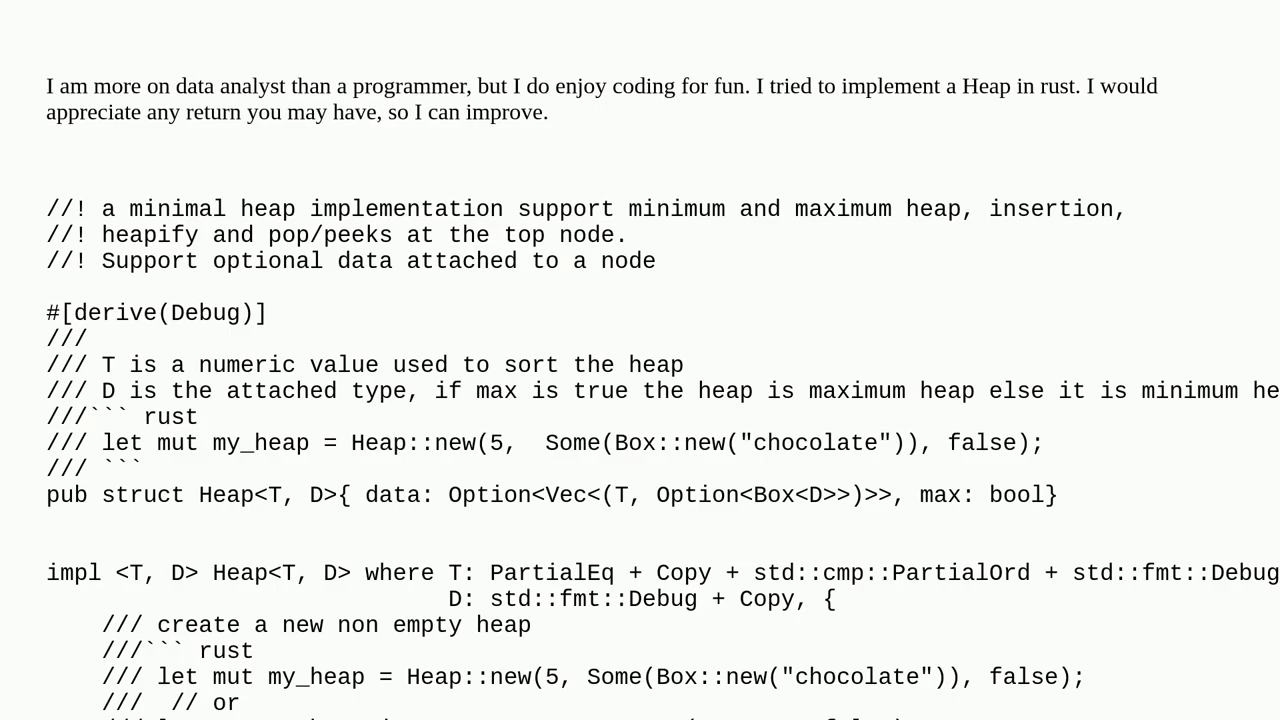 I am more on data analyst than a programmer, but I do enjoy coding for fun. I tried to implement a Heap in rust. I would
appreciate any return you may have, so I can improve.
//! a minimal heap implementation support minimum and maximum heap, insertion,
//! heapify and pop/peeks at the top node.
//! Support optional data attached to a node
#[derive(Debug)]
///
/// T is a numeric value used to sort the heap
/// D is the attached type, if max is true the heap is maximum heap else it is minimum he
///``` rust
/// let mut my_heap = Heap::new(5,  Some(Box::new("chocolate")), false);
/// ```
pub struct Heap<T, D>{ data: Option<Vec<(T, Option<Box<D>>)>>, max: bool}
impl <T, D> Heap<T, D> where T: PartialEq + Copy + std::cmp::PartialOrd + std::fmt::Debug
D: std::fmt::Debug + Copy, {
/// create a new non empty heap
///``` rust
/// let mut my_heap = Heap::new(5, Some(Box::new("chocolate")), false);
///  // or